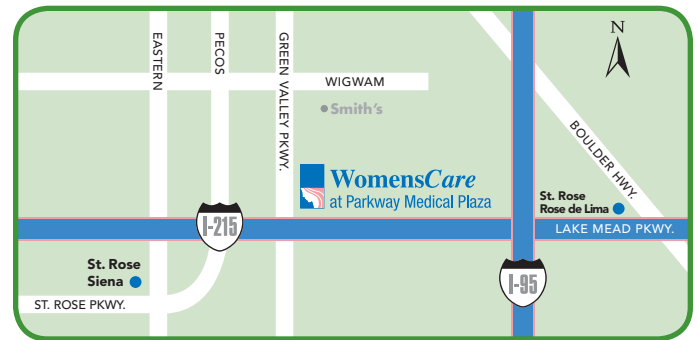 EASTERN
PECOS
GREEN VALLEY PKWY.
N
WIGWAM
Smith's
BOULDER HWY.
WomensCare
at Parkway Medical Plaza
St. Rose
Rose de Lima
I-215
LAKE MEAD PKWY.
St. Rose
Siena
I-95
ST. ROSE PKWY.